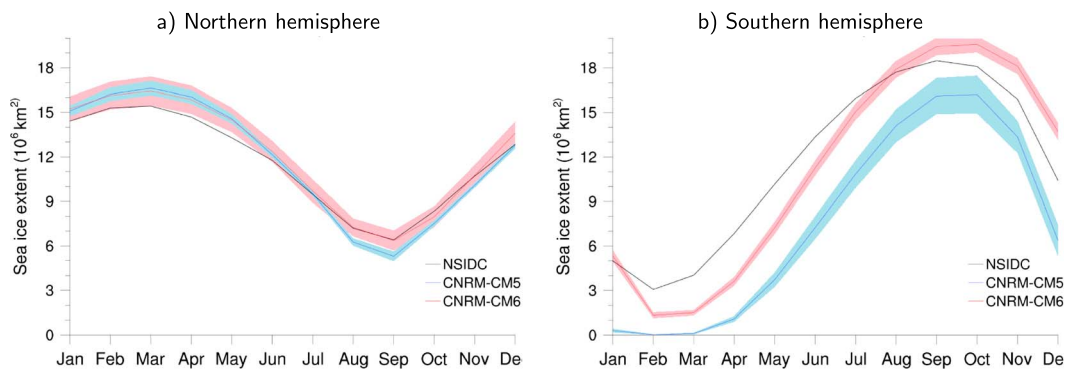 a) Northern hemisphere
Sea ice extent (10⁶ km²)
18
15
12
9
6
3
0
Jan Feb Mar Apr May Jun Jul Aug Sep Oct Nov De
NSIDC
CNRM-CM5
CNRM-CM6
b) Southern hemisphere
Sea ice extent (10⁶ km²)
18
15
12
9
6
3
0
Jan Feb Mar Apr May Jun Jul Aug Sep Oct Nov De
NSIDC
CNRM-CM5
CNRM-CM6